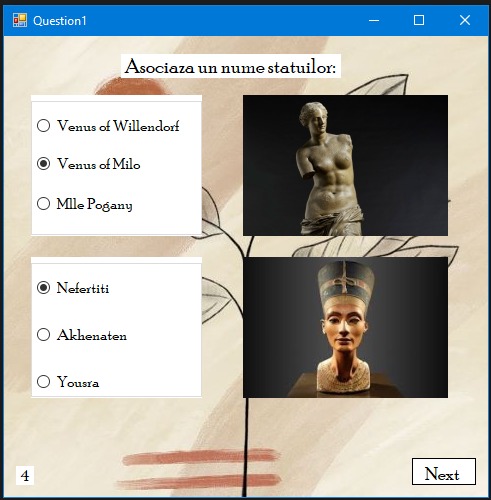 Question1
Asociaza un nume statuilor:
Venus of Willendorf
Venus of Milo
Mlle Pogany
Nefertiti
Akhenaten
Yousra
4
Next